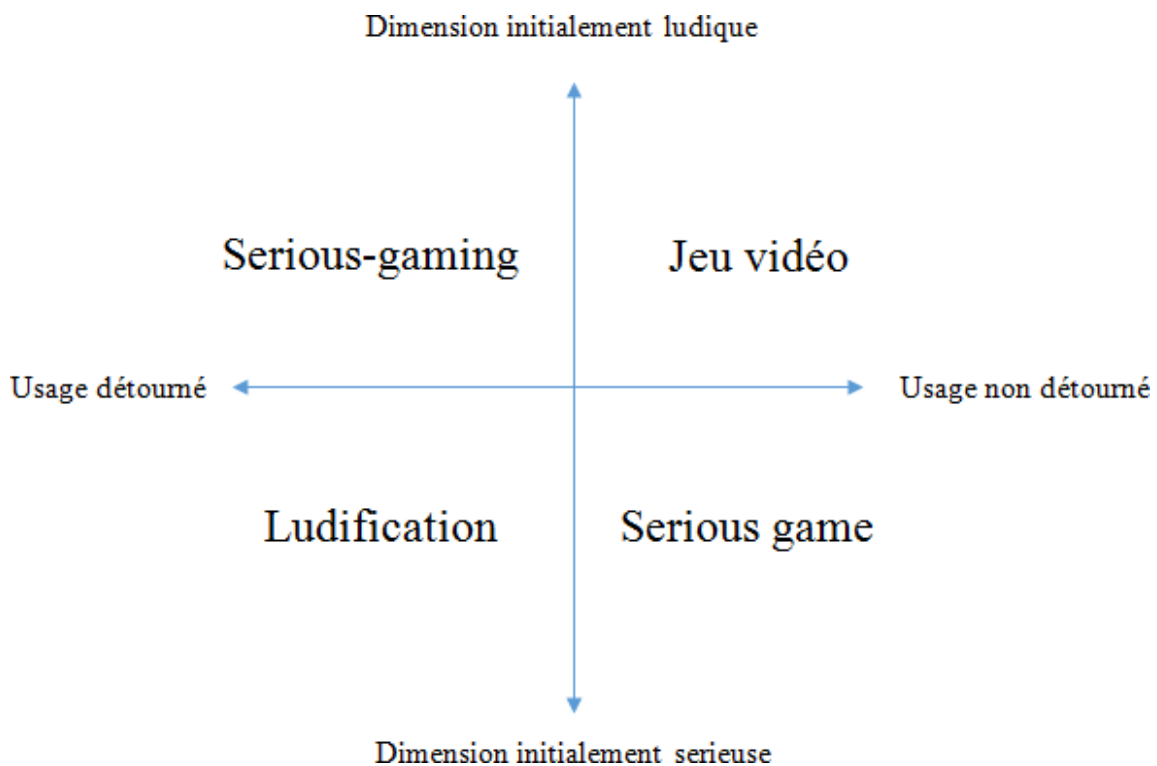 Dimension initialement ludique
Serious-gaming
Jeu vidéo
Usage détourné
Usage non détourné
Ludification
Serious game
Dimension initialement serieuse